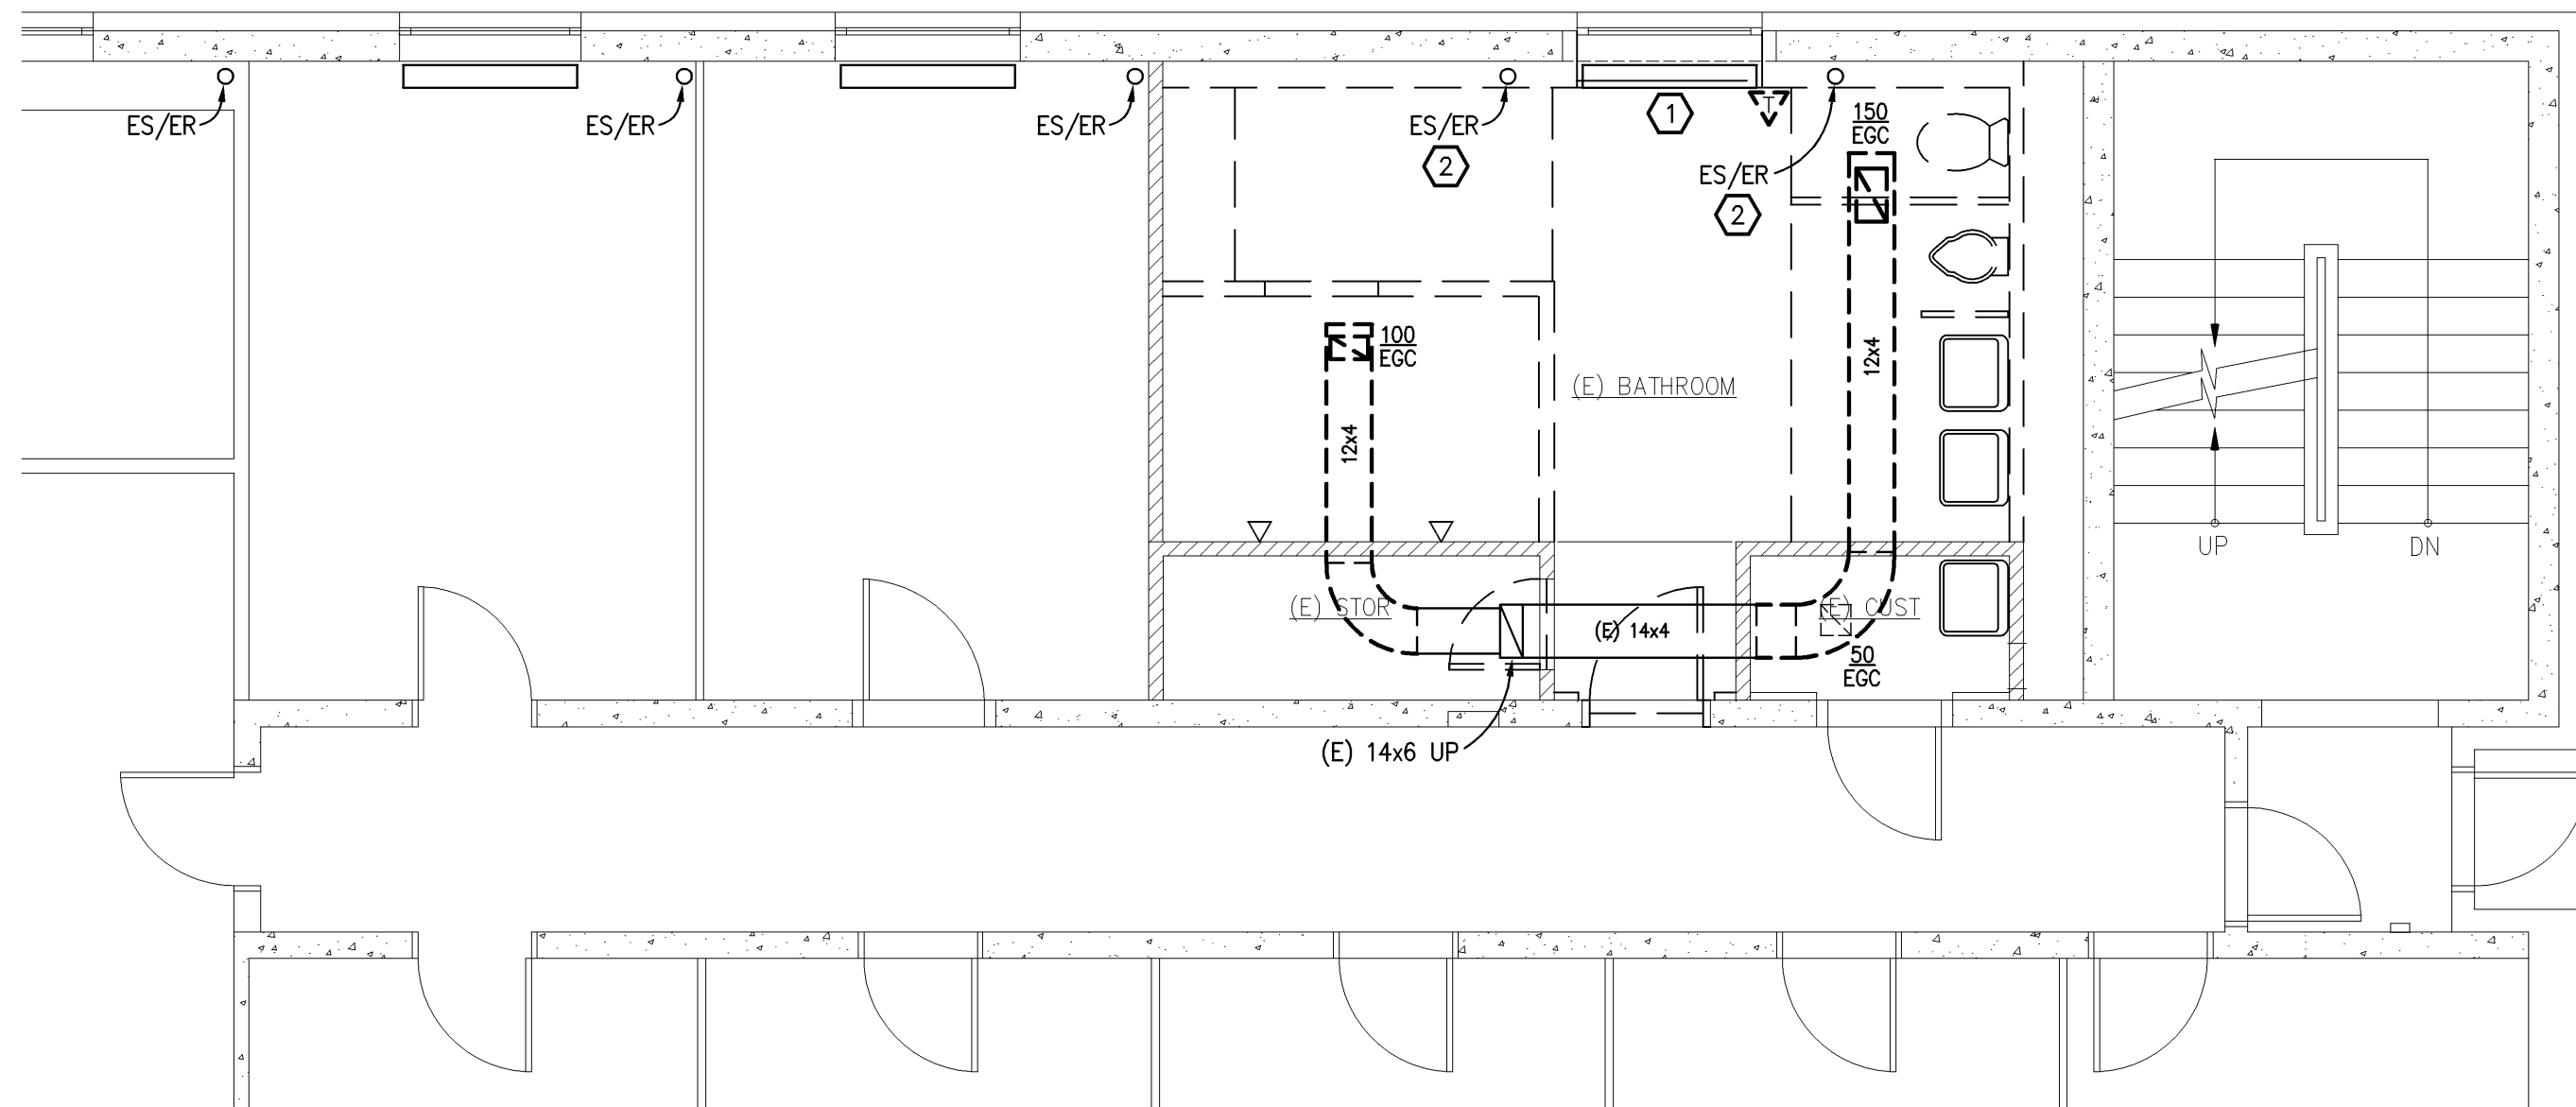 ES/ER
ES/ER
ES/ER
ES/ER
2
1
T
ES/ER
2
150
EGC
100
EGC
12x4
12x4
(E) BATHROOM
UP
DN
(E) STOR
(E) 14x4
(E) CUST
50
EGC
(E) 14x6 UP